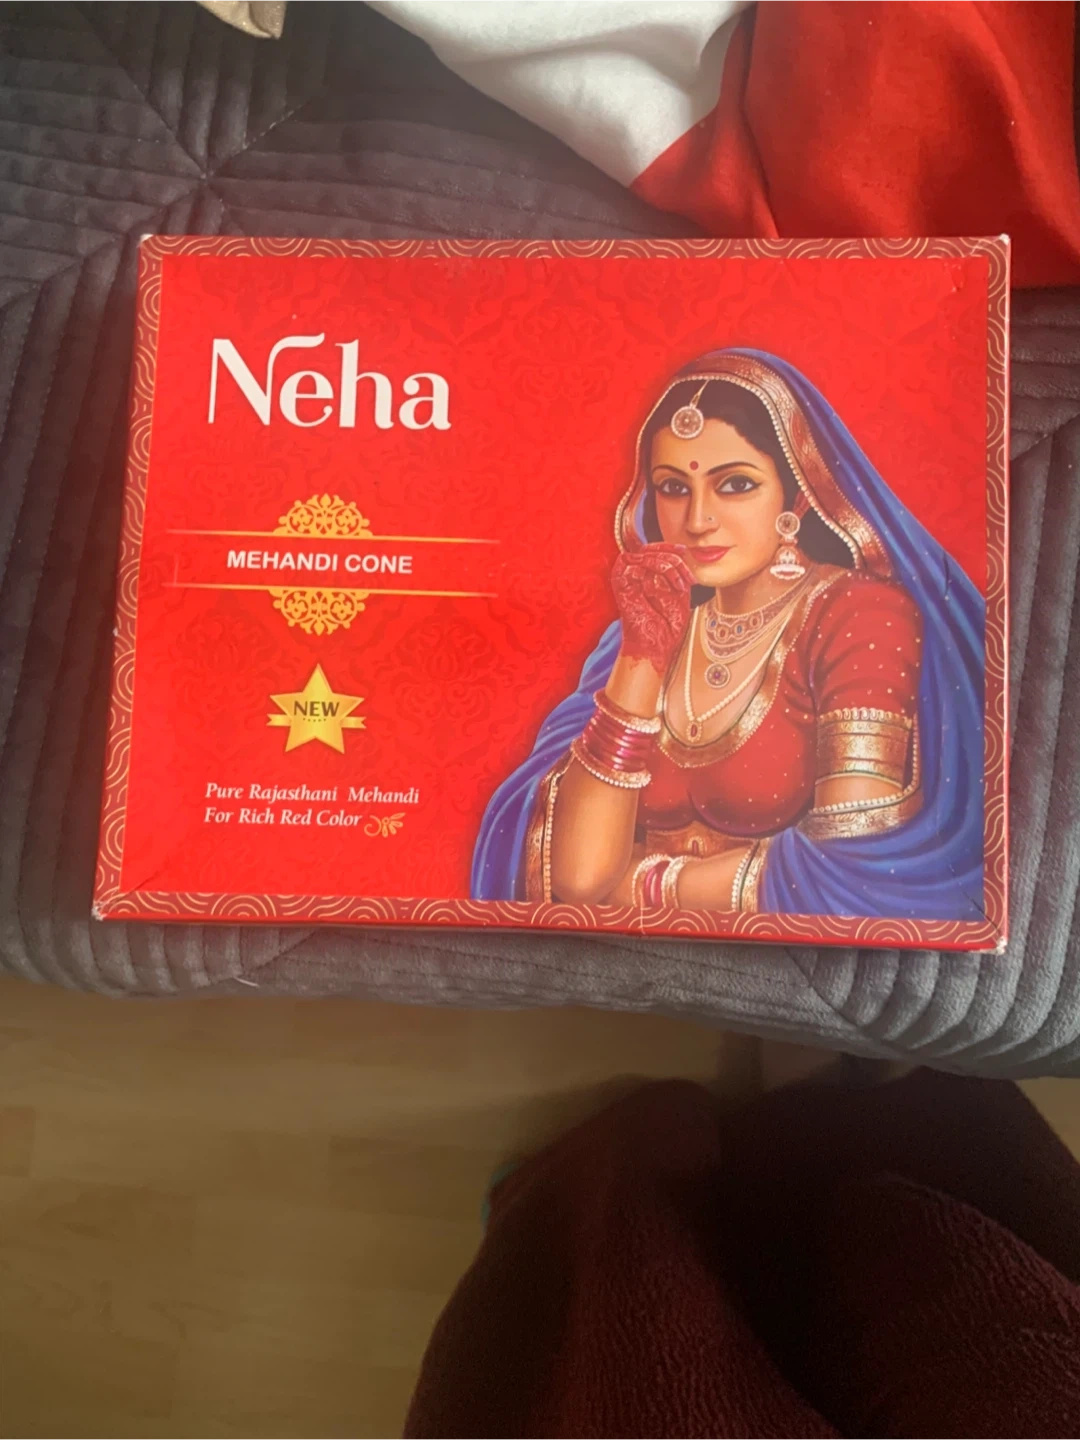 Neha
MEHANDI CONE
NEW
Pure Rajasthani Mehandi
For Rich Red Color